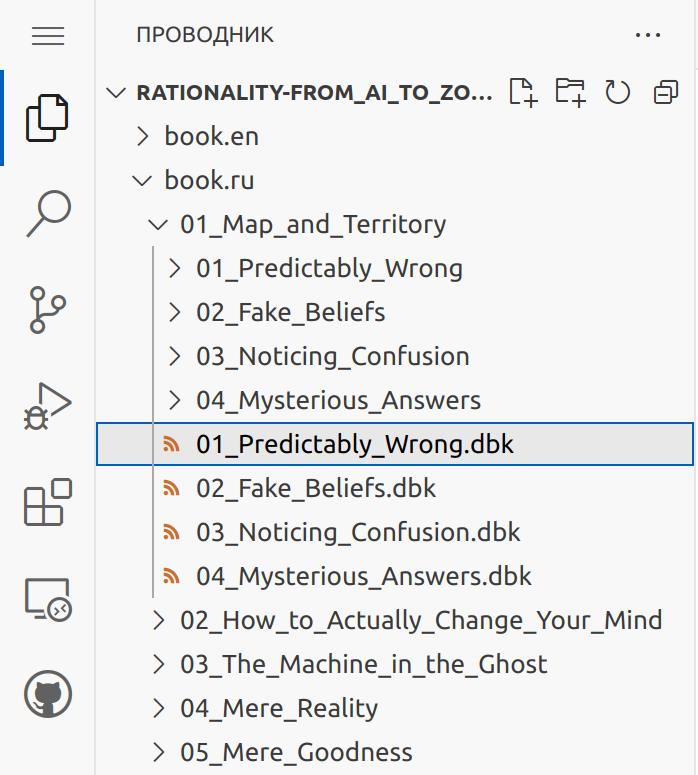 ПРОВОДНИК
RATIONALITY-FROM_AI_TO_ZO...
book.en
book.ru
01_Map_and_Territory
01_Predictably_Wrong
02_Fake_Beliefs
03_Noticing_Confusion
04_Mysterious_Answers
01_Predictably_Wrong.dbk
02_Fake_Beliefs.dbk
03_Noticing_Confusion.dbk
04_Mysterious_Answers.dbk
02_How_to_Actually_Change_Your_Mind
03_The_Machine_in_the_Ghost
04_Mere_Reality
05_Mere_Goodness